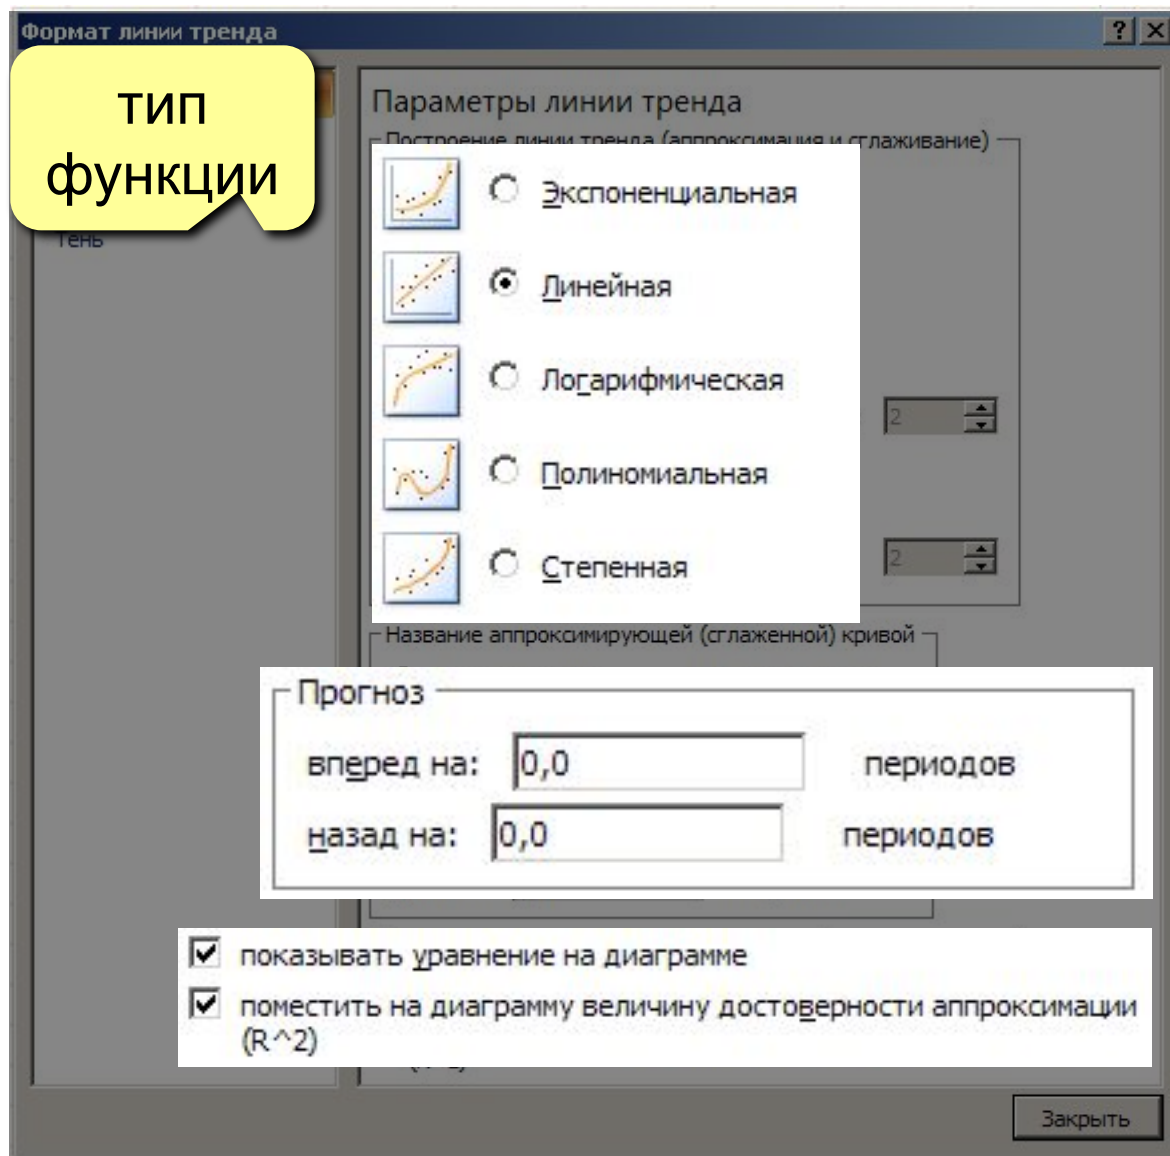 Формат линии тренда
тип
функции
Тень
Параметры линии тренда
Построение линии тренда (аппроксимация и сглаживание)
Экспоненциальная
Линейная
Логарифмическая
2
Полиномиальная
Степенная
2
Название аппроксимирующей (сглаженной) кривой
Прогноз
вперед на: 0,0 периодов
назад на: 0,0 периодов
показывать уравнение на диаграмме
поместить на диаграмму величину достоверности аппроксимации
(R^2)
Закрыть